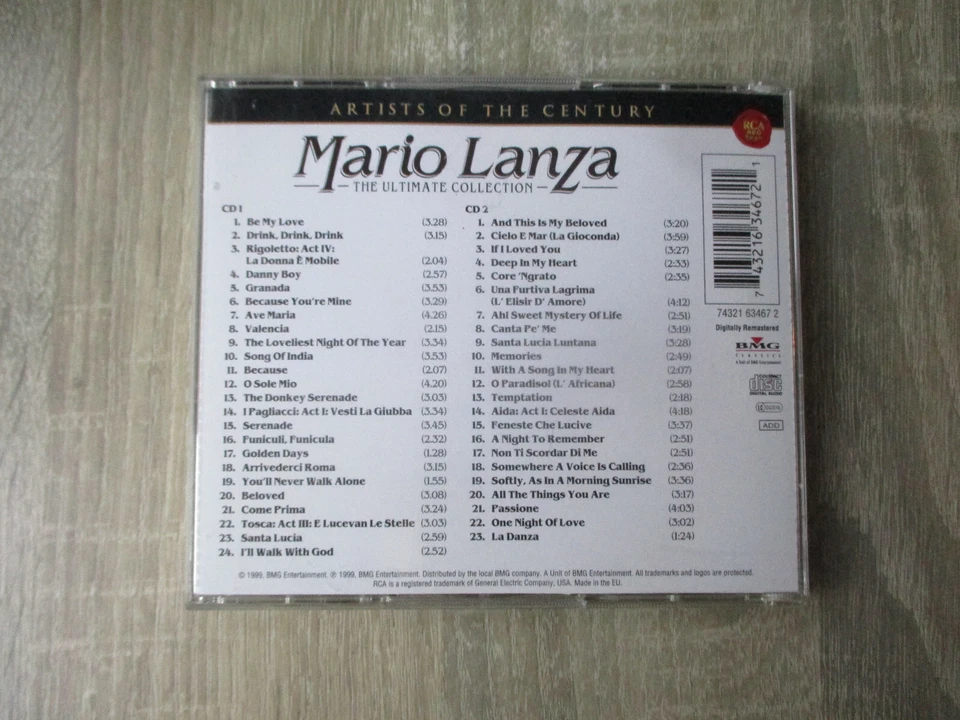 ARTISTS OF THE CENTURY
RCA
Mario Lanza
THE ULTIMATE COLLECTION
CD 1
1. Be My Love (3.28)
2. Drink, Drink, Drink (3.15)
3. Rigoletto: Act IV:
La Donna È Mobile (2.04)
4. Danny Boy (2.57)
5. Granada (3.53)
6. Because You're Mine (3.29)
7. Ave Maria (4.26)
8. Valencia (2.15)
9. The Loveliest Night Of The Year (3.34)
10. Song Of India (3.53)
11. Because (2.07)
12. O Sole Mio (4.20)
13. The Donkey Serenade (3.03)
14. I Pagliacci: Act I: Vesti La Giubba (3.34)
15. Serenade (3.45)
16. Funiculi, Funicula (2.32)
17. Golden Days (1.28)
18. Arrivederci Roma (3.15)
19. You'll Never Walk Alone (1.55)
20. Beloved (3.08)
21. Come Prima (3.24)
22. Tosca: Act III: E Lucevan Le Stelle (3.03)
23. Santa Lucia (2.59)
24. I'll Walk With God (2.52)
CD 2
1. And This Is My Beloved (3:20)
2. Cielo E Mar (La Gioconda) (3:59)
3. If I Loved You (3:27)
4. Deep In My Heart (2:33)
5. Core 'Ngrato (2:35)
6. Una Furtiva Lagrima
(L' Elisir D' Amore) (4:12)
7. Ah! Sweet Mystery Of Life (2:51)
8. Canta Pe' Me (3:19)
9. Santa Lucia Luntana (3:28)
10. Memories (2:49)
11. With A Song In My Heart (2:07)
12. O Paradiso! (L' Africana) (2:58)
13. Temptation (2:18)
14. Aida: Act I: Celeste Aida (4:18)
15. Feneste Che Lucive (3:37)
16. A Night To Remember (2:51)
17. Non Ti Scordar Di Me (2:51)
18. Somewhere A Voice Is Calling (2:36)
19. Softly, As In A Morning Sunrise (3:36)
20. All The Things You Are (3:17)
21. Passione (4:03)
22. One Night Of Love (3:02)
23. La Danza (1:24)
7 43216 34672 1
74321 63467 2
Digitally Remastered
BMG
CLASSICS
disc
DIGITAL AUDIO
ADD
© 1999, BMG Entertainment. ℗ 1999, BMG Entertainment. Distributed by the local BMG company. A Unit of BMG Entertainment. All trademarks and logos are protected.
RCA is a registered trademark of General Electric Company, USA. Made in the EU.